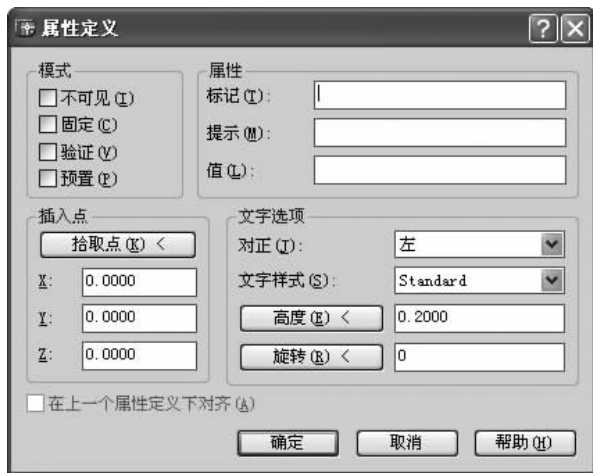 属性定义
模式
不可见(I)
固定(C)
验证(V)
预置(P)
属性
标记(T):
提示(M):
值(L):
插入点
拾取点(K) <
X: 0.0000
Y: 0.0000
Z: 0.0000
文字选项
对正(J): 左
文字样式(S): Standard
高度(E) < 0.2000
旋转(R) < 0
在上一个属性定义下对齐(A)
确定 取消 帮助(H)